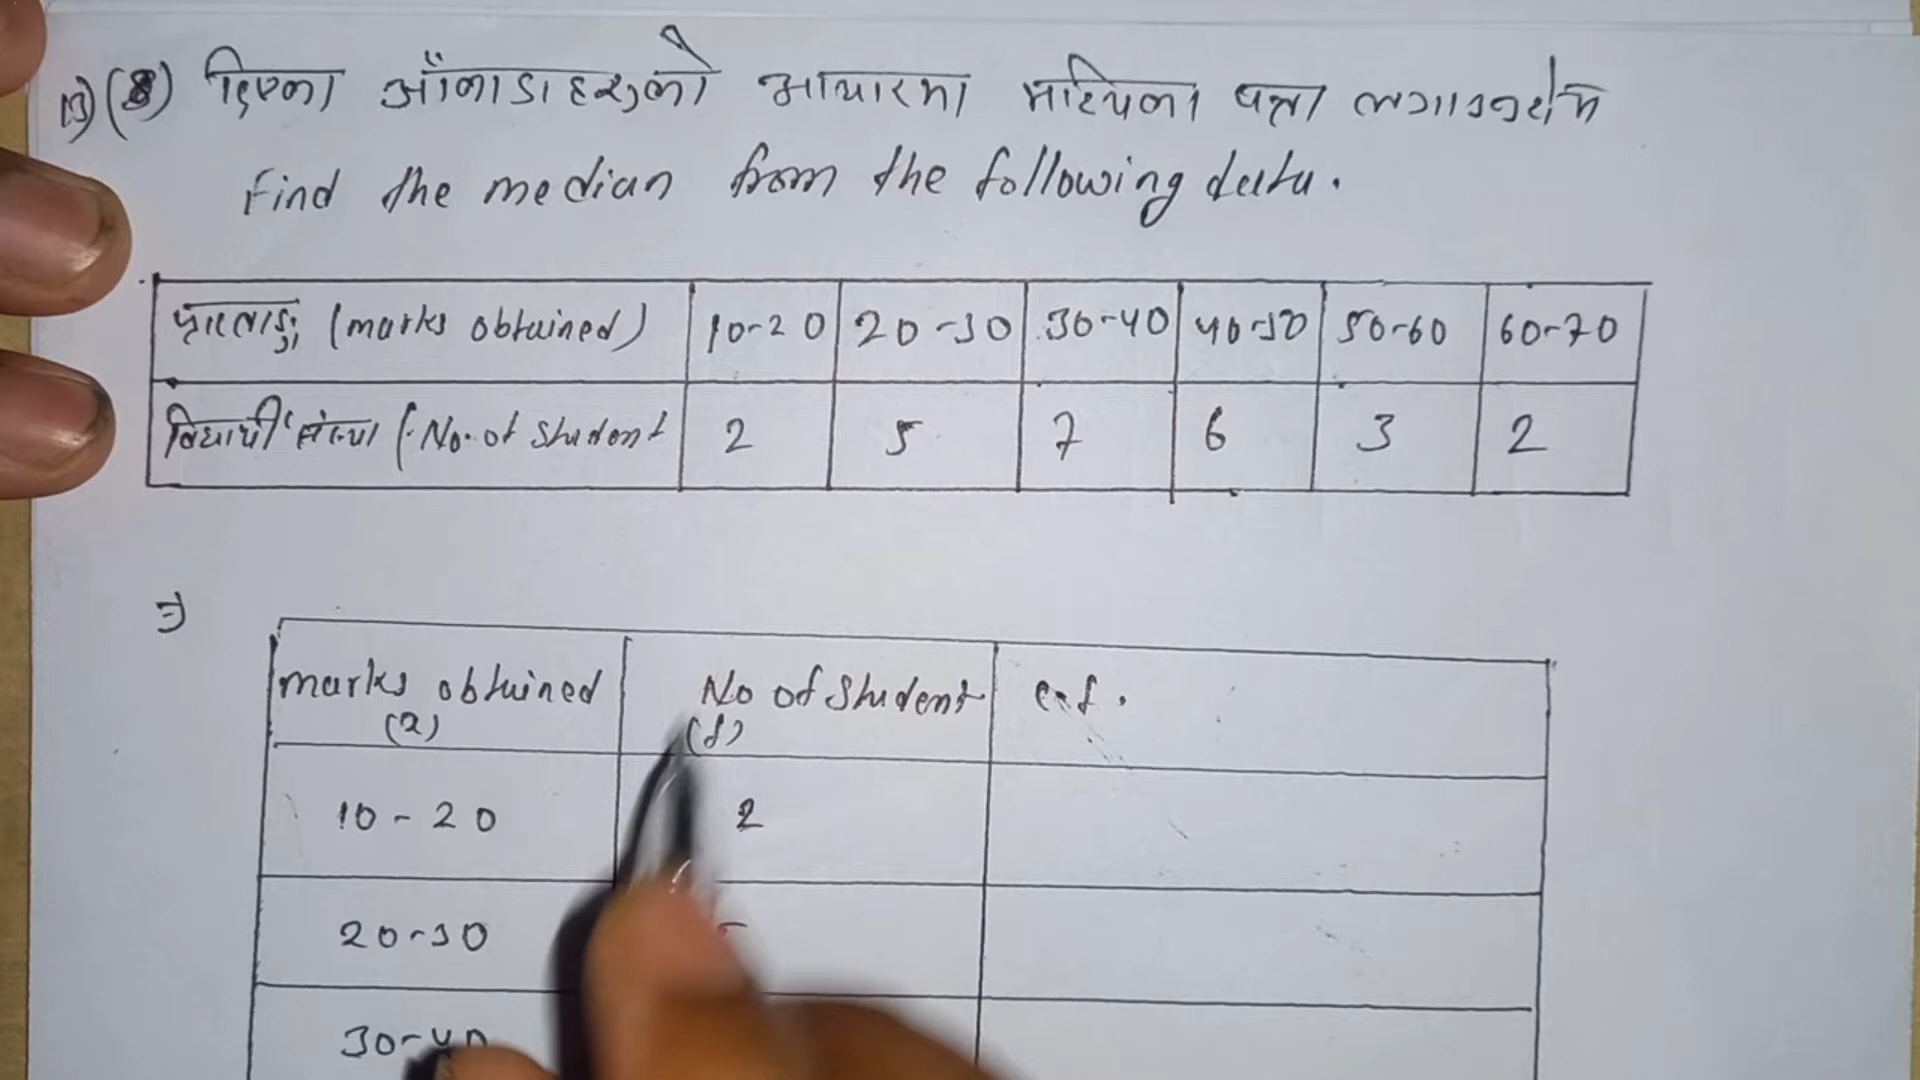 (8) दिएका आँकडाहरुको आधारमा मध्यिका पत्ता लगाउनुहोस
Find the median from the following data.
प्राप्ताङ्क (marks obtained) 10-20 20-30 30-40 40-50 50-60 60-70
विद्यार्थी संख्या (No. of student 2 5 7 6 3 2
⇒
marks obtained No of student c.f.
(x) (f)
10-20 2
20-30
30-40